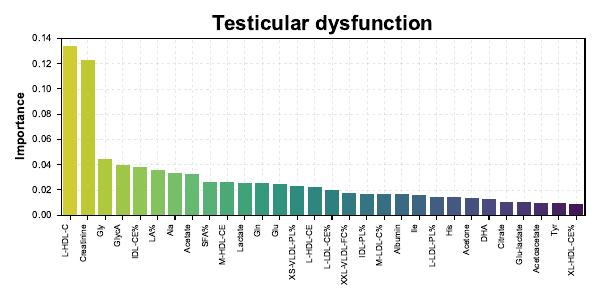 Testicular dysfunction
Importance
0.14
0.12
0.10
0.08
0.06
0.04
0.02
0.00
L-HDL-C
Creatinine
Gly
GlycA
IDL-CE%
LA%
Ala
Acetate
SFA%
M-HDL-CE
Lactate
Gln
Glu
XS-VLDL-PL%
L-HDL-CE
L-LDL-CE%
XXL-VLDL-FC%
IDL-PL%
M-LDL-C%
Albumin
Ile
L-LDL-PL%
His
Acetone
DHA
Citrate
Glu-lactate
Acetoacetate
Tyr
XL-HDL-CE%